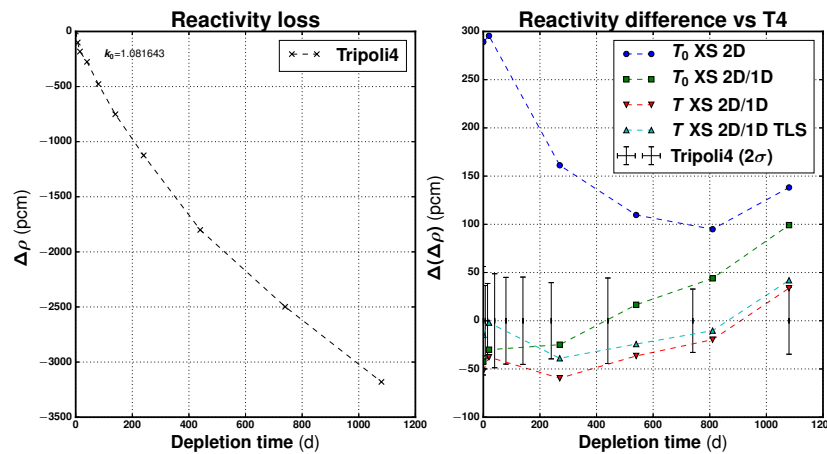 Reactivity loss
k₀=1.081643
Tripoli4
0
−500
−1000
−1500
−2000
−2500
−3000
−3500
0 200 400 600 800 1000 1200
Δρ (pcm)
Depletion time (d)
Reactivity difference vs T4
T₀ XS 2D
T₀ XS 2D/1D
T XS 2D/1D
T XS 2D/1D TLS
Tripoli4 (2σ)
300
250
200
150
100
50
0
−50
−100
0 200 400 600 800 1000 1200
Δ(Δρ) (pcm)
Depletion time (d)